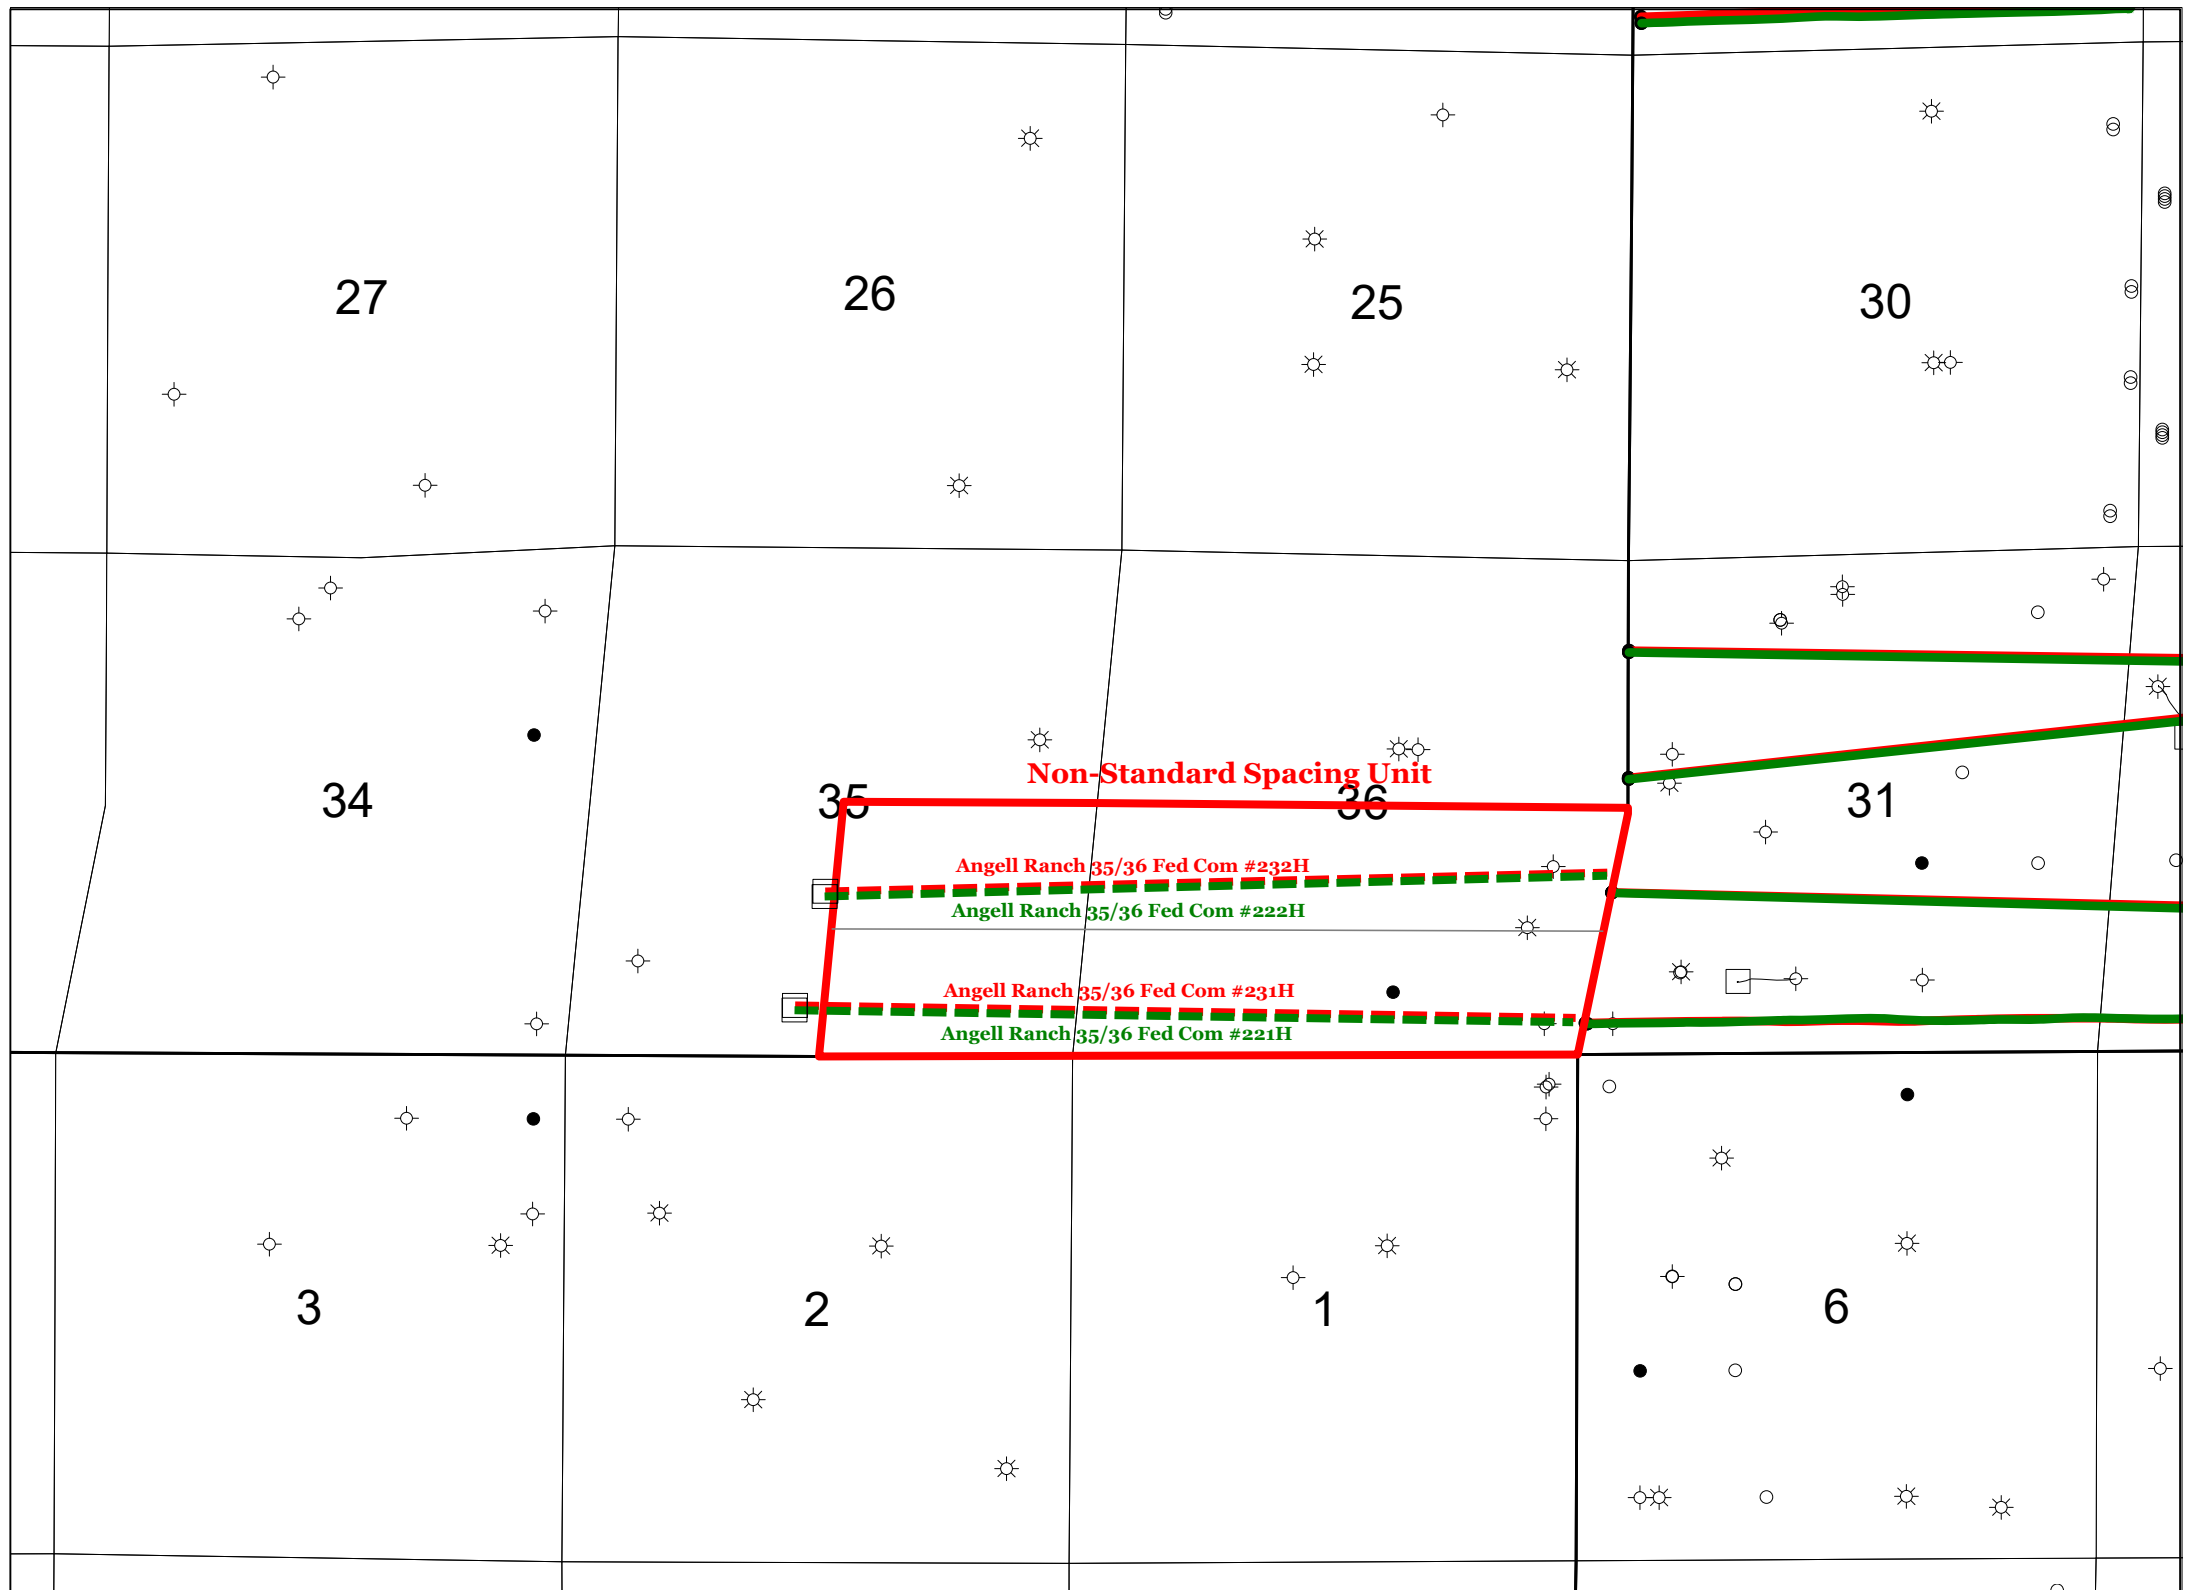 27
26
25
30
Non-Standard Spacing Unit
34
35
36
31
Angell Ranch 35/36 Fed Com #232H
Angell Ranch 35/36 Fed Com #222H
Angell Ranch 35/36 Fed Com #231H
Angell Ranch 35/36 Fed Com #221H
3
2
1
6